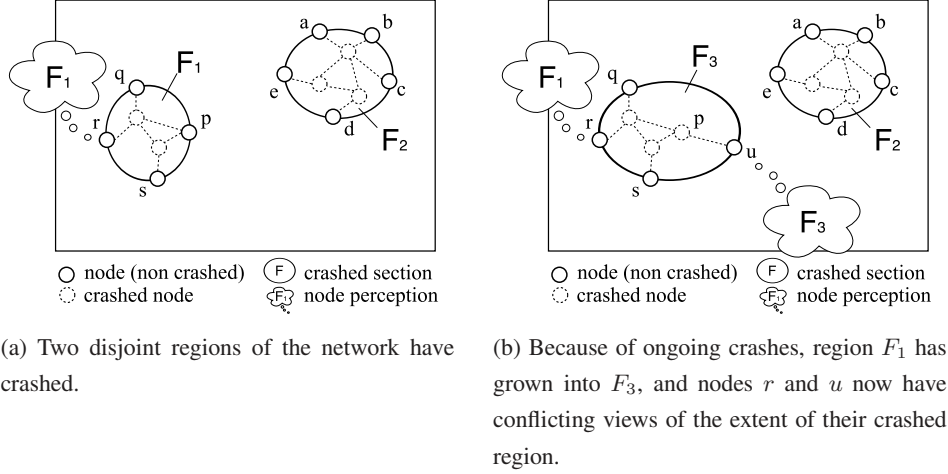 a
b
F₁
q
F₁
e
c
r
p
d
F₂
s
node (non crashed)
F
crashed section
crashed node
F₁
node perception
(a) Two disjoint regions of the network have
crashed.
a
b
F₃
F₁
q
e
c
p
r
d
u
F₂
s
F₃
node (non crashed)
F
crashed section
crashed node
F₁
node perception
(b) Because of ongoing crashes, region F₁ has
grown into F₃, and nodes r and u now have
conflicting views of the extent of their crashed
region.